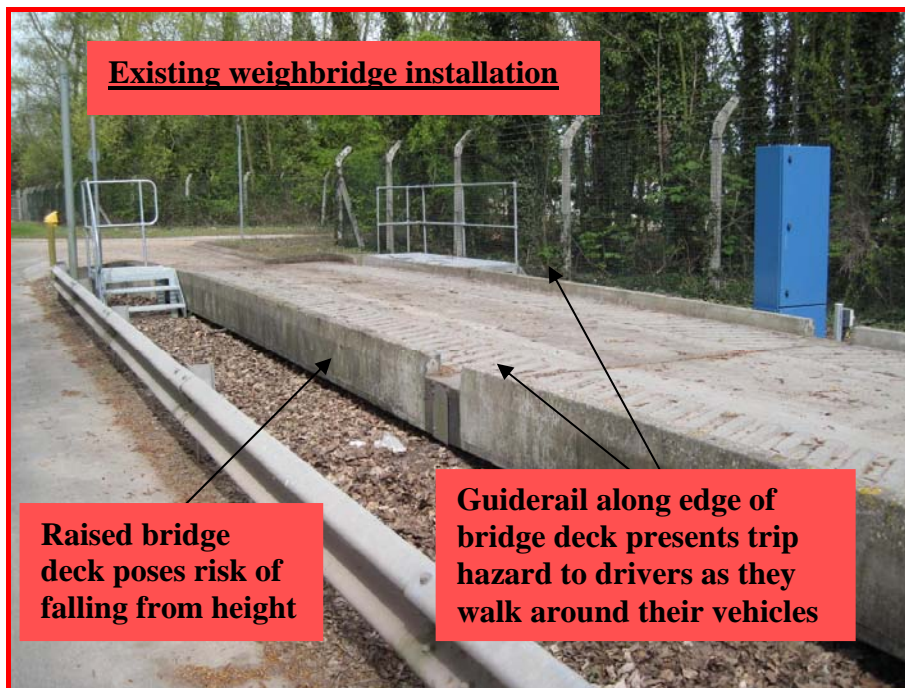 Existing weighbridge installation
Raised bridge
deck poses risk of
falling from height
Guiderail along edge of
bridge deck presents trip
hazard to drivers as they
walk around their vehicles